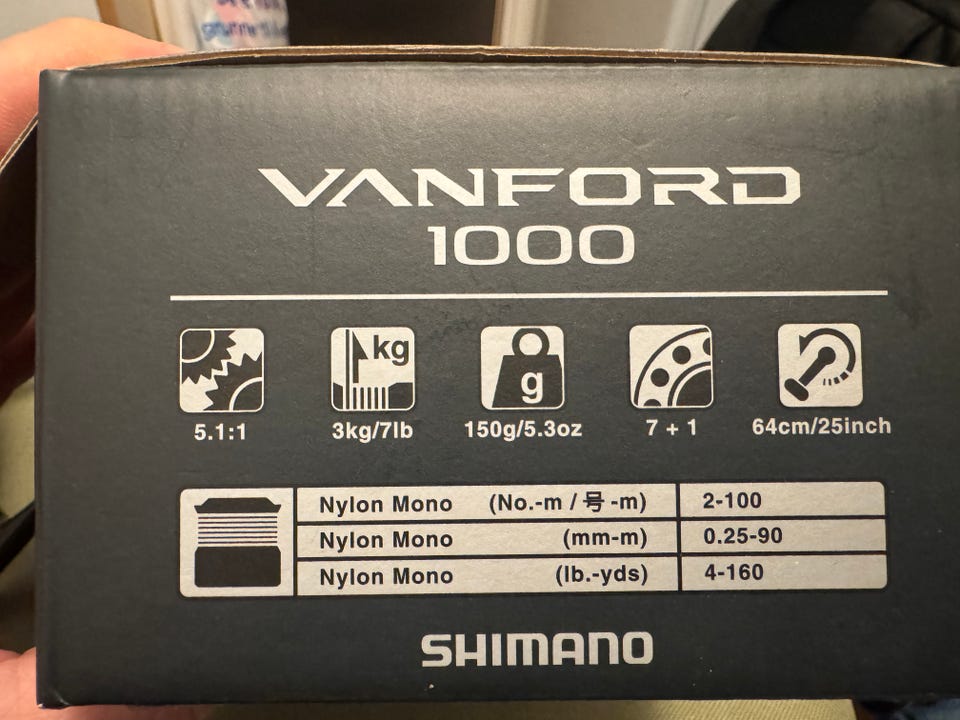 VANFORD
1000
kg
g
5.1:1 3kg/7lb 150g/5.3oz 7 + 1 64cm/25inch
Nylon Mono (No.-m / 号 -m) 2-100
Nylon Mono (mm-m) 0.25-90
Nylon Mono (lb.-yds) 4-160
SHIMANO